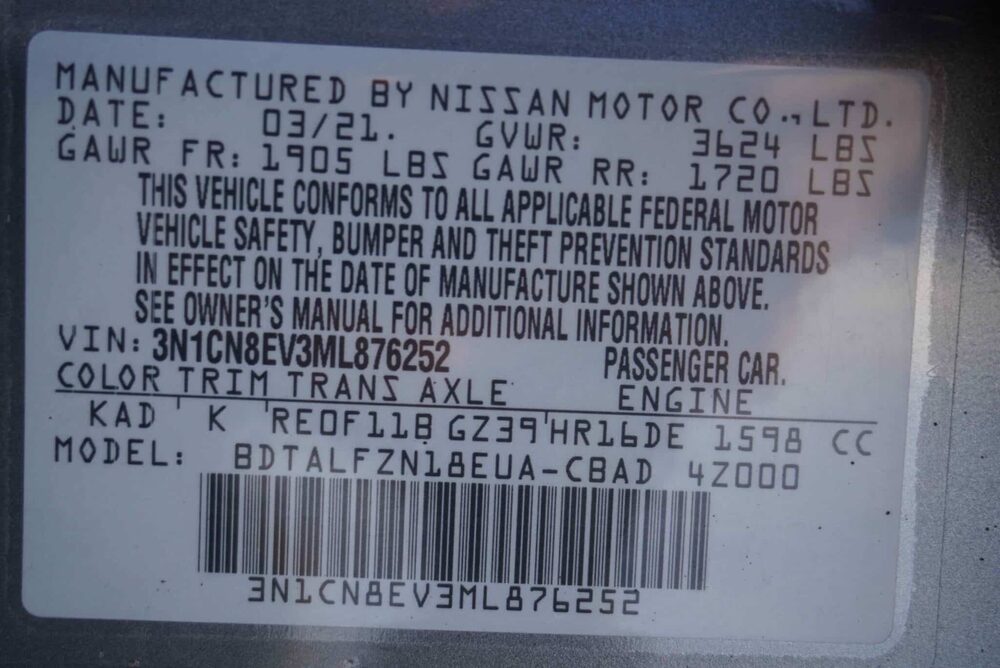 MANUFACTURED BY NISSAN MOTOR CO., LTD.
DATE: 03/21. GVWR: 3624 LBS
GAWR FR: 1905 LBS GAWR RR: 1720 LBS
THIS VEHICLE CONFORMS TO ALL APPLICABLE FEDERAL MOTOR
VEHICLE SAFETY, BUMPER AND THEFT PREVENTION STANDARDS
IN EFFECT ON THE DATE OF MANUFACTURE SHOWN ABOVE.
SEE OWNER'S MANUAL FOR ADDITIONAL INFORMATION.
VIN: 3N1CN8EV3ML876252 PASSENGER CAR.
COLOR TRIM TRANS AXLE ENGINE
KAD K RE0F11B GZ39 HR16DE 1598 CC
MODEL: BDTALFZN18EUA-CBAD 4Z000
3N1CN8EV3ML876252